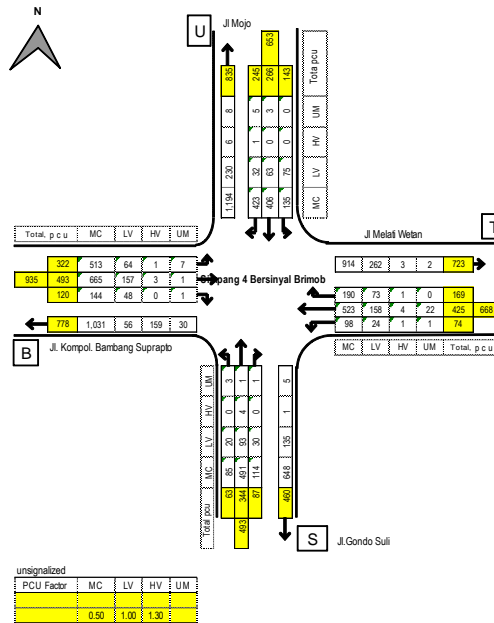 N
U
Jl Mojo
653
835 245 266 143 Tota pcu
8 5 3 0 UM
6 1 0 0 HV
230 32 63 75 LV
1,194 423 406 135 MC
Total, p c u MC LV HV UM
322 513 64 1 7
935 493 665 157 3 1
120 144 48 0 1
pang 4 Bersinyal Brimob
778 1,031 56 159 30
B
Jl. Kompol. Bambang Suprapto
Jl Melati Wetan
T
914 262 3 2 723
190 73 1 0 169
523 158 4 22 425 668
98 24 1 1 74
MC LV HV UM Total, p c u
UM 3 1 1 5
HV 0 4 0 1
LV 20 93 30 135
MC 85 491 114 648
Total pcu 63 344 87 460
493
S
Jl.Gondo Suli
unsignalized
PCU Factor MC LV HV UM
0.50 1.00 1.30